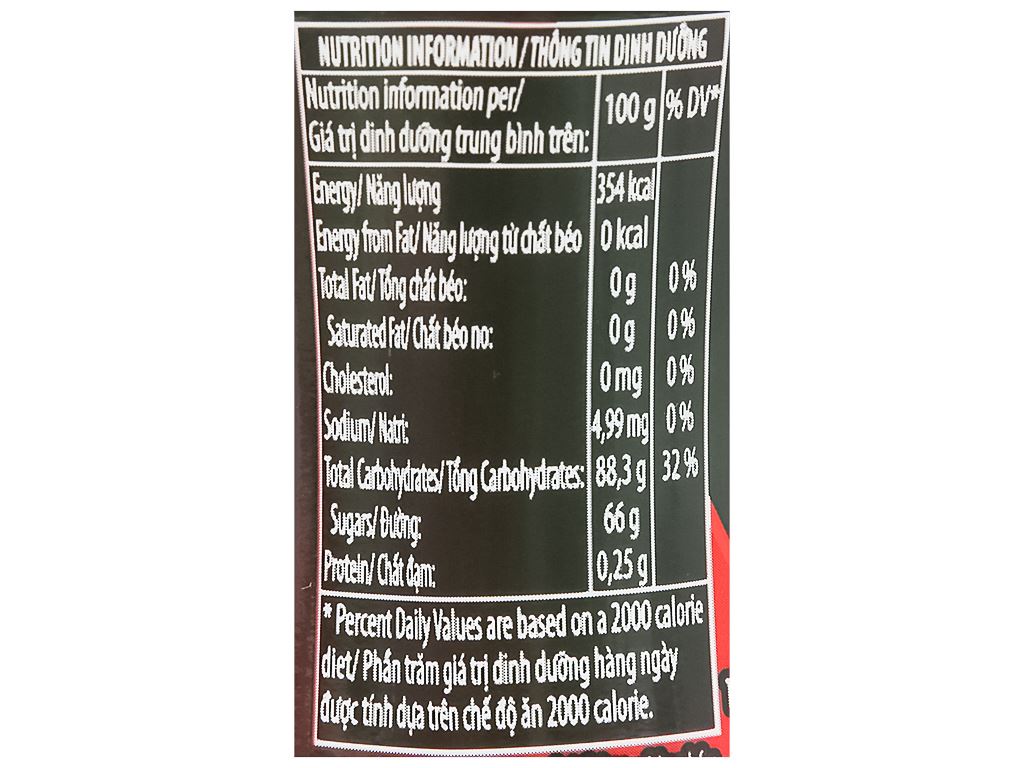 NUTRITION INFORMATION / THÔNG TIN DINH DƯỠNG
Nutrition information per/ 100 g % DV*
Giá trị dinh dưỡng trung bình trên:
Energy/ Năng lượng 354 kcal
Energy from Fat/ Năng lượng từ chất béo 0 kcal
Total Fat/ Tổng chất béo: 0 g 0 %
Saturated Fat/ Chất béo no: 0 g 0 %
Cholesterol: 0 mg 0 %
Sodium/ Natri: 4,99 mg 0 %
Total Carbohydrates/ Tổng Carbohydrates: 88,3 g 32 %
Sugars/ Đường: 66 g
Protein/ Chất đạm: 0,25 g
* Percent Daily Values are based on a 2000 calorie
diet/ Phần trăm giá trị dinh dưỡng hàng ngày
được tính dựa trên chế độ ăn 2000 calorie.